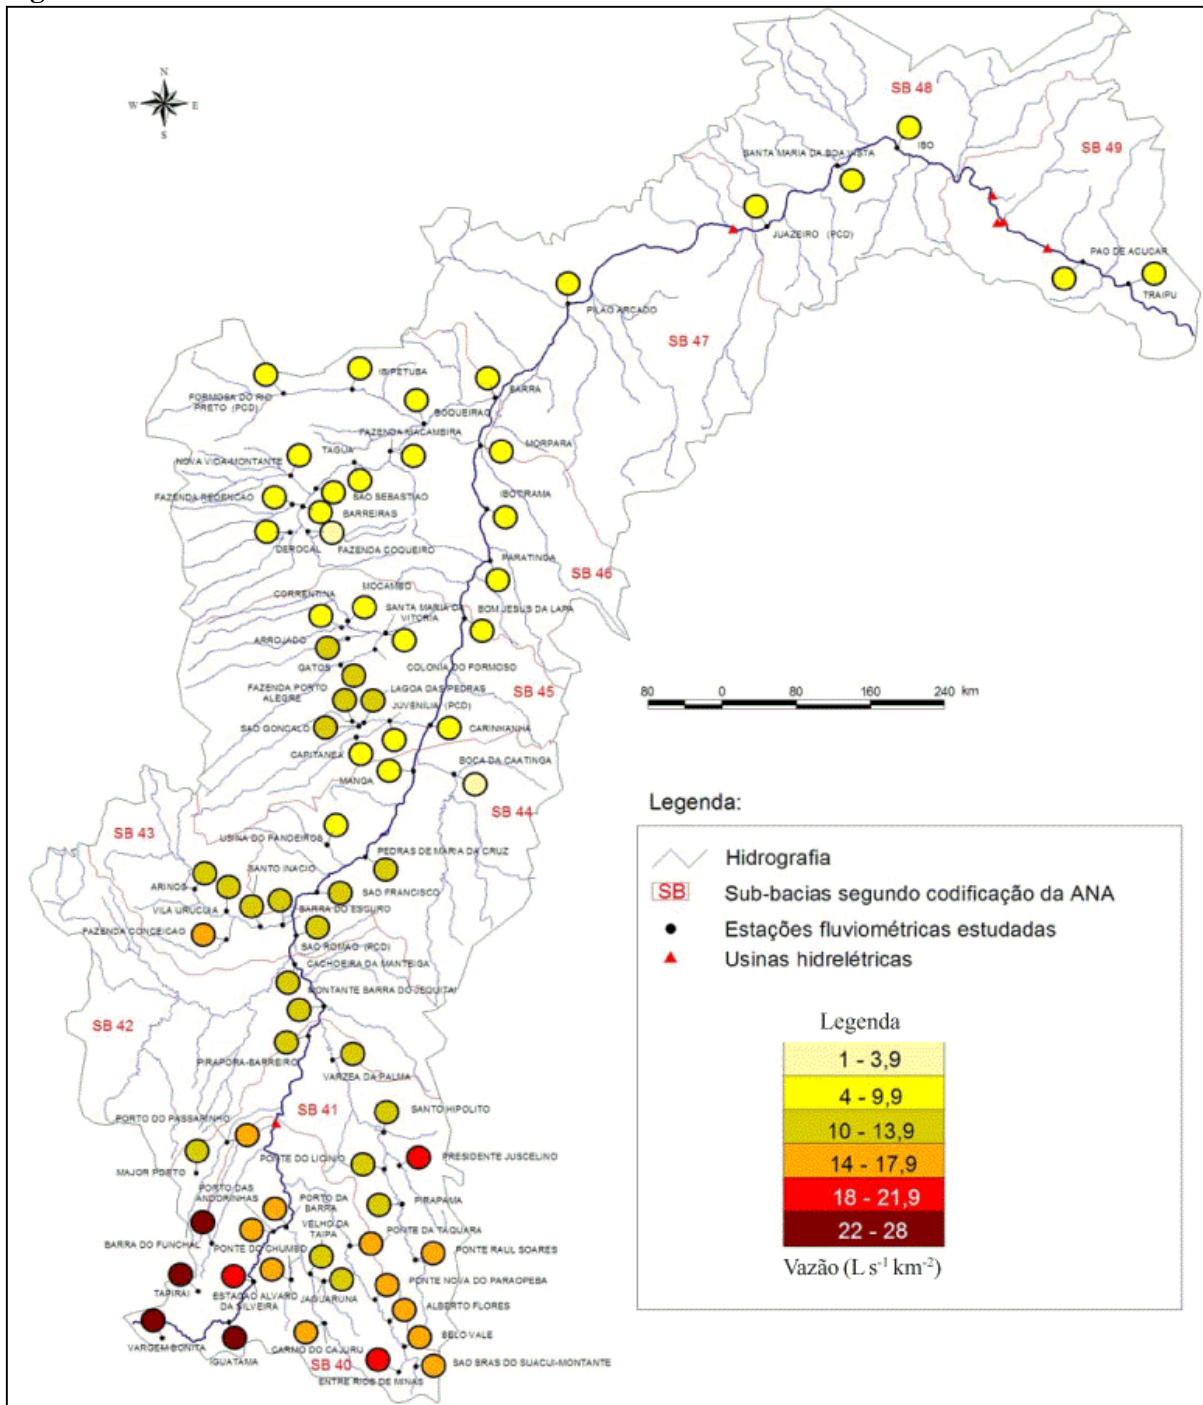 N
W
E
S
SB 48
IBO
SANTA MARIA DA BOA VISTA
SB 49
JUAZEIRO (PCD)
PAO DE ACUCAR
TRAIPU
PILAO ARCADO
SB 47
IBIPETUBA
FORMOSA DO RIO
PRETO (PCD)
BARRA
BOQUEIRAO
FAZENDA MACAMBIRA
MORPARA
TAGUA
NOVA VIDA-MONTANTE
FAZENDA REDENCAO
SAO SEBASTIAO
IBOTIRAMA
BARREIRAS
DEROCAL
FAZENDA COQUEIRO
PARATINGA
SB 46
MOCAMBO
CORRENTINA
SANTA MARIA DA
VITORIA
BOM JESUS DA LAPA
ARROJADO
GATOS
COLONIA DO FORMOSO
FAZENDA PORTO
ALEGRE
LAGOA DAS PEDRAS
SB 45
JUVENILIA (PCD)
SAO GONCALO
CARINHANHA
CAPITANEA
BOCA DA CAATINGA
MANGA
SB 44
SB 43
USINA DO PANDEIROS
PEDRAS DE MARIA DA CRUZ
SANTO INACIO
ARINOS
SAO FRANCISCO
VILA URUCUIA
BARRA DO ESCURO
FAZENDA CONCEICAO
SAO ROMAO (PCD)
CACHOEIRA DA MANTEIGA
MONTANTE BARRA DO JEQUITAI
SB 42
PIRAPORA-BARREIRO
VARZEA DA PALMA
SB 41
PORTO DO PASSARINHO
SANTO HIPOLITO
MAJOR PORTO
PONTE DO LICINIO
PRESIDENTE JUSCELINO
PORTO DAS
ANDORINHAS
PORTO DA
BARRA
PIRAPAMA
VELHO DA
TAIPA
PONTE DA TAQUARA
BARRA DO FUNCHAL
PONTE DO CHUMBO
PONTE RAUL SOARES
TAPIRAI
ESTACAO ALVARO
DA SILVEIRA
JAGUARUNA
PONTE NOVA DO PARAOPEBA
ALBERTO FLORES
VARGEM BONITA
IGUATAMA
CARMO DO CAJURU
BELO VALE
SB 40
SAO BRAS DO SUACUI-MONTANTE
ENTRE RIOS DE MINAS
80 0 80 160 240 km
Legenda:
Hidrografia
SB Sub-bacias segundo codificação da ANA
Estações fluviométricas estudadas
Usinas hidrelétricas
Legenda
1 - 3,9
4 - 9,9
10 - 13,9
14 - 17,9
18 - 21,9
22 - 28
Vazão (L s⁻¹ km⁻²)